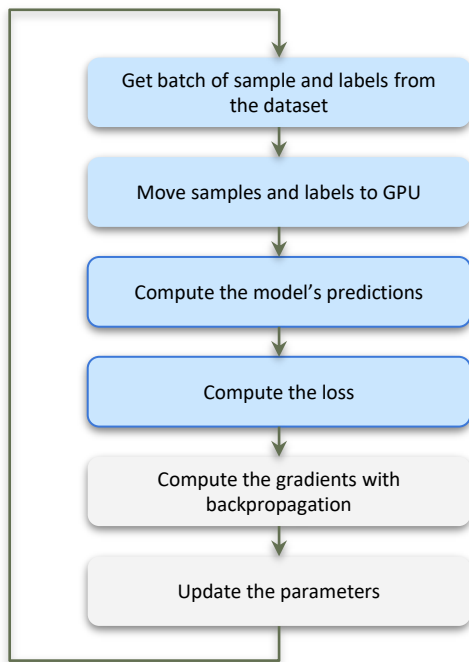 Get batch of sample and labels from
the dataset
Move samples and labels to GPU
Compute the model’s predictions
Compute the loss
Compute the gradients with
backpropagation
Update the parameters